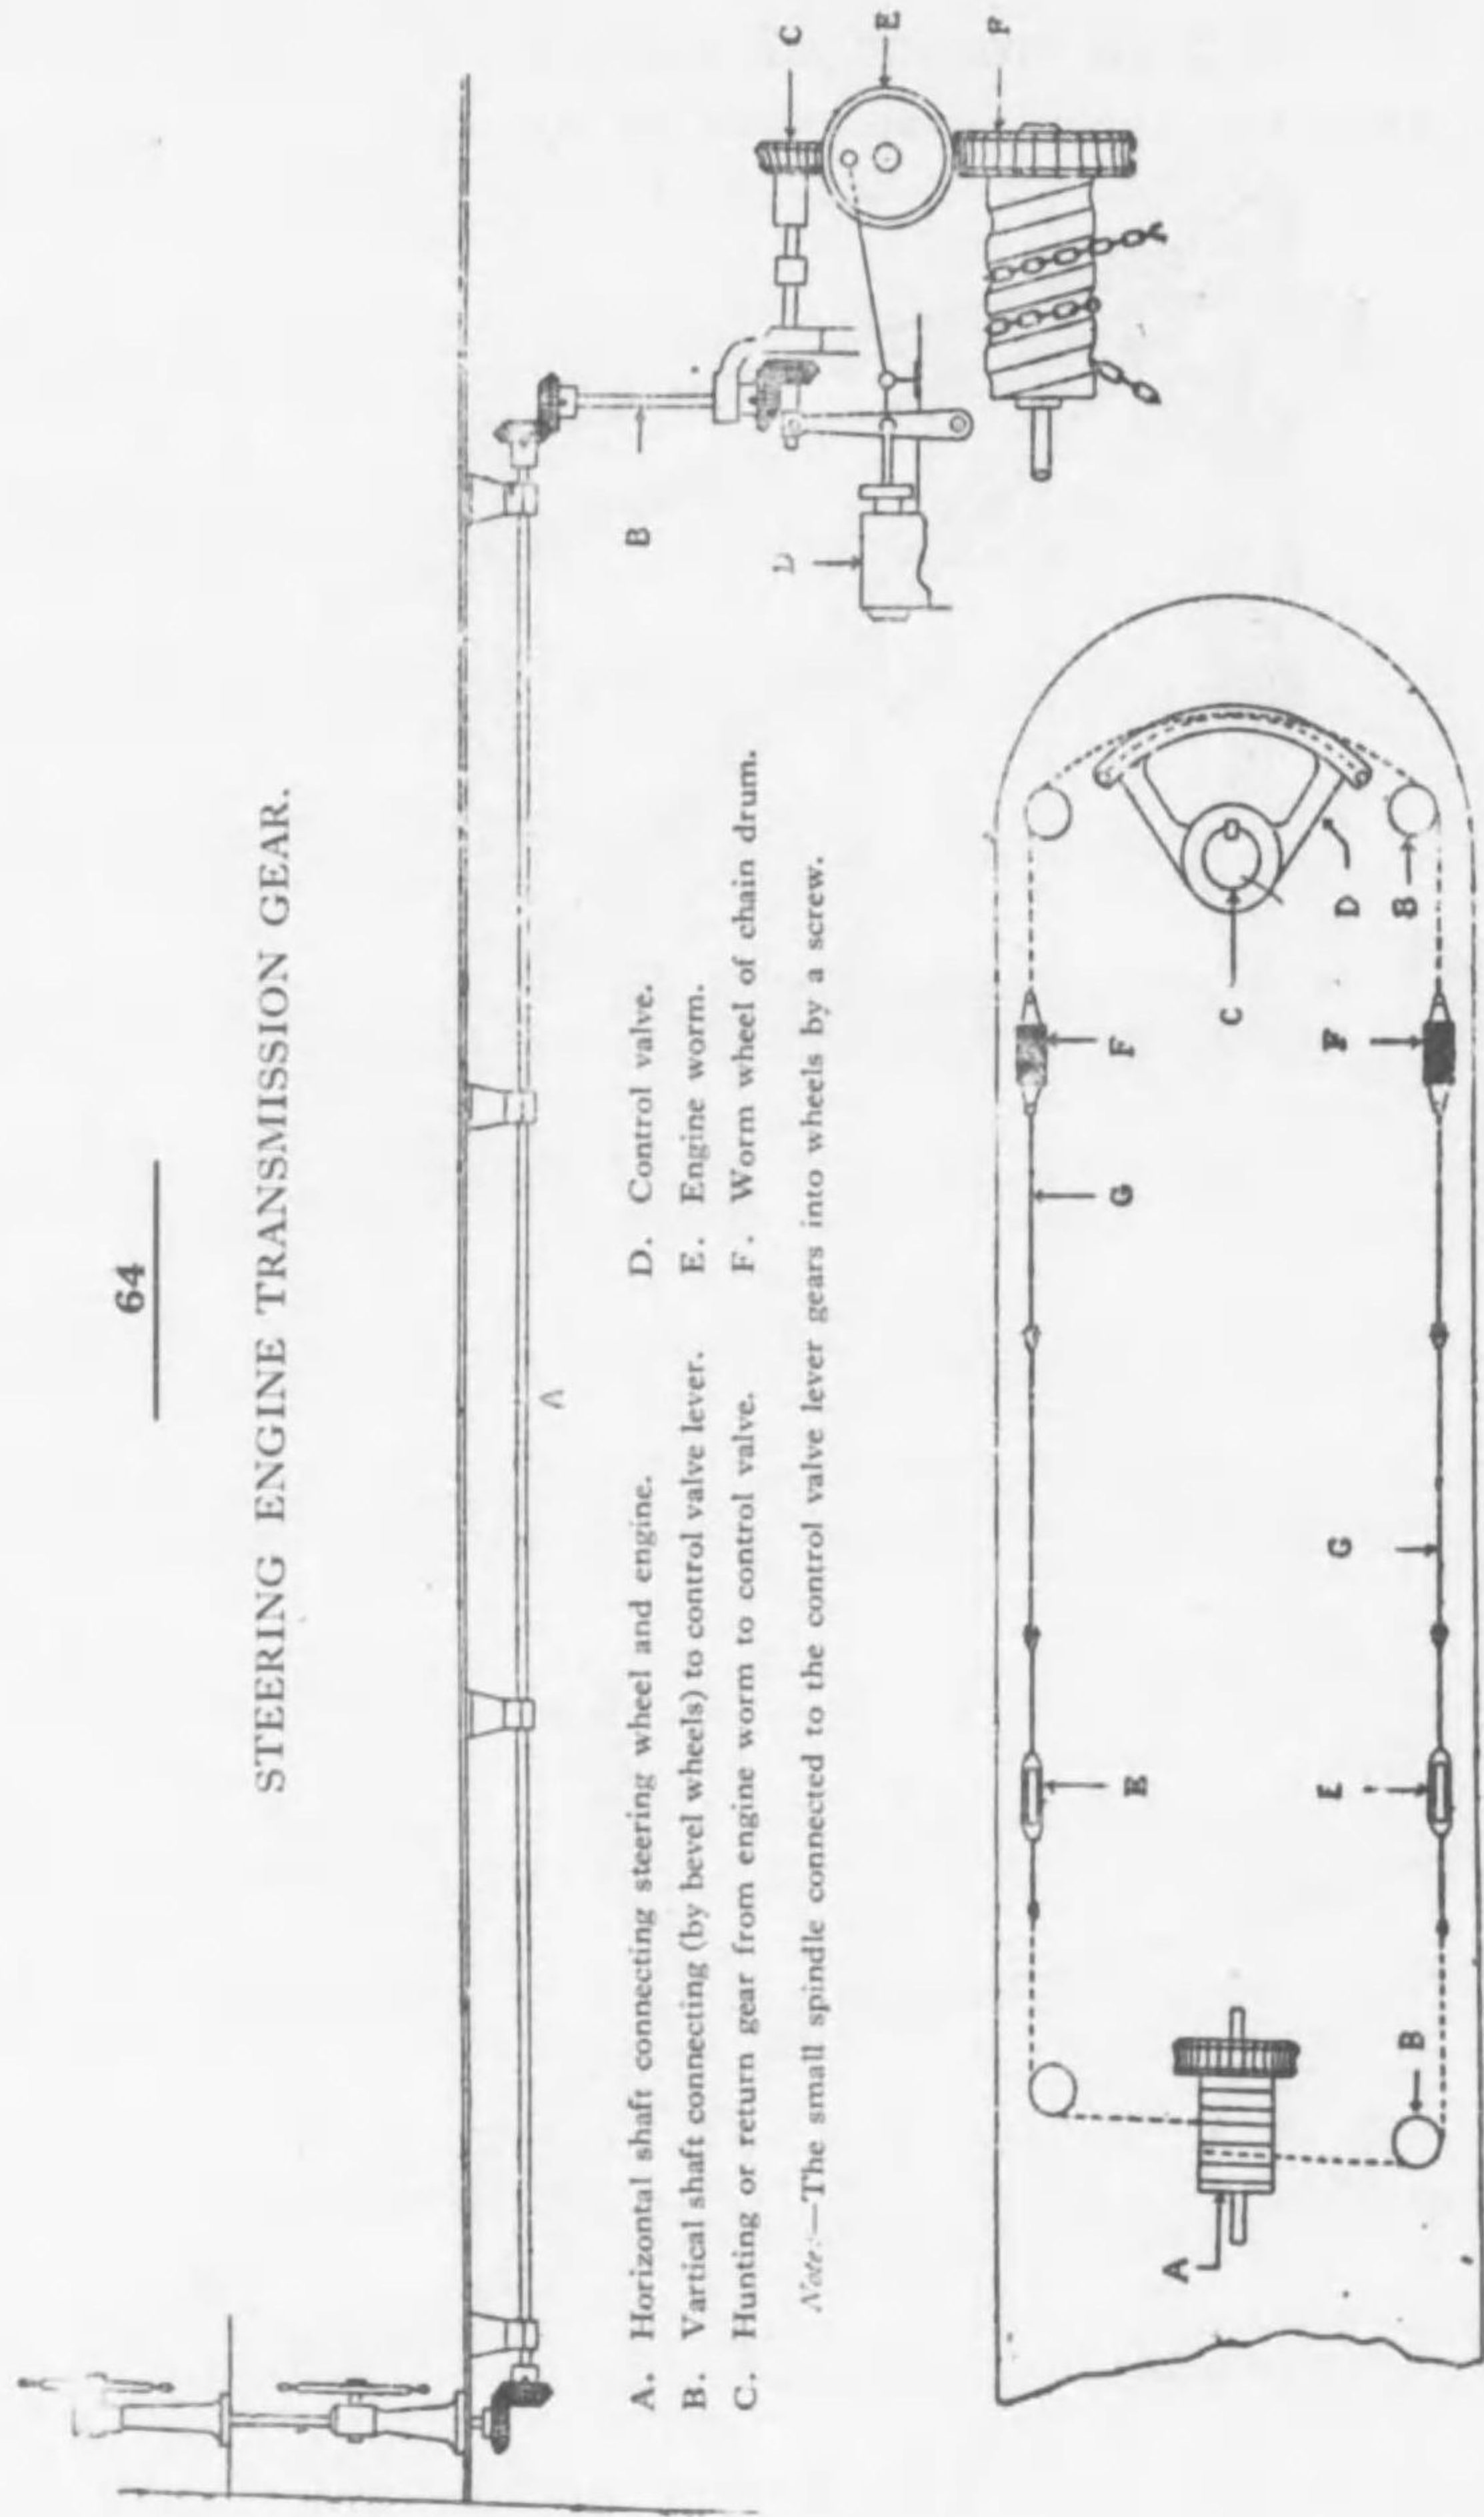 64
STEERING ENGINE TRANSMISSION GEAR.
A
B
C
D
E
F
A. Horizontal shaft connecting steering wheel and engine.
B. Vartical shaft connecting (by bevel wheels) to control valve lever.
C. Hunting or return gear from engine worm to control valve.
D. Control valve.
E. Engine worm.
F. Worm wheel of chain drum.
Note:—The small spindle connected to the control valve lever gears into wheels by a screw.
A
B
E
E
G
G
F
F
C
D
B